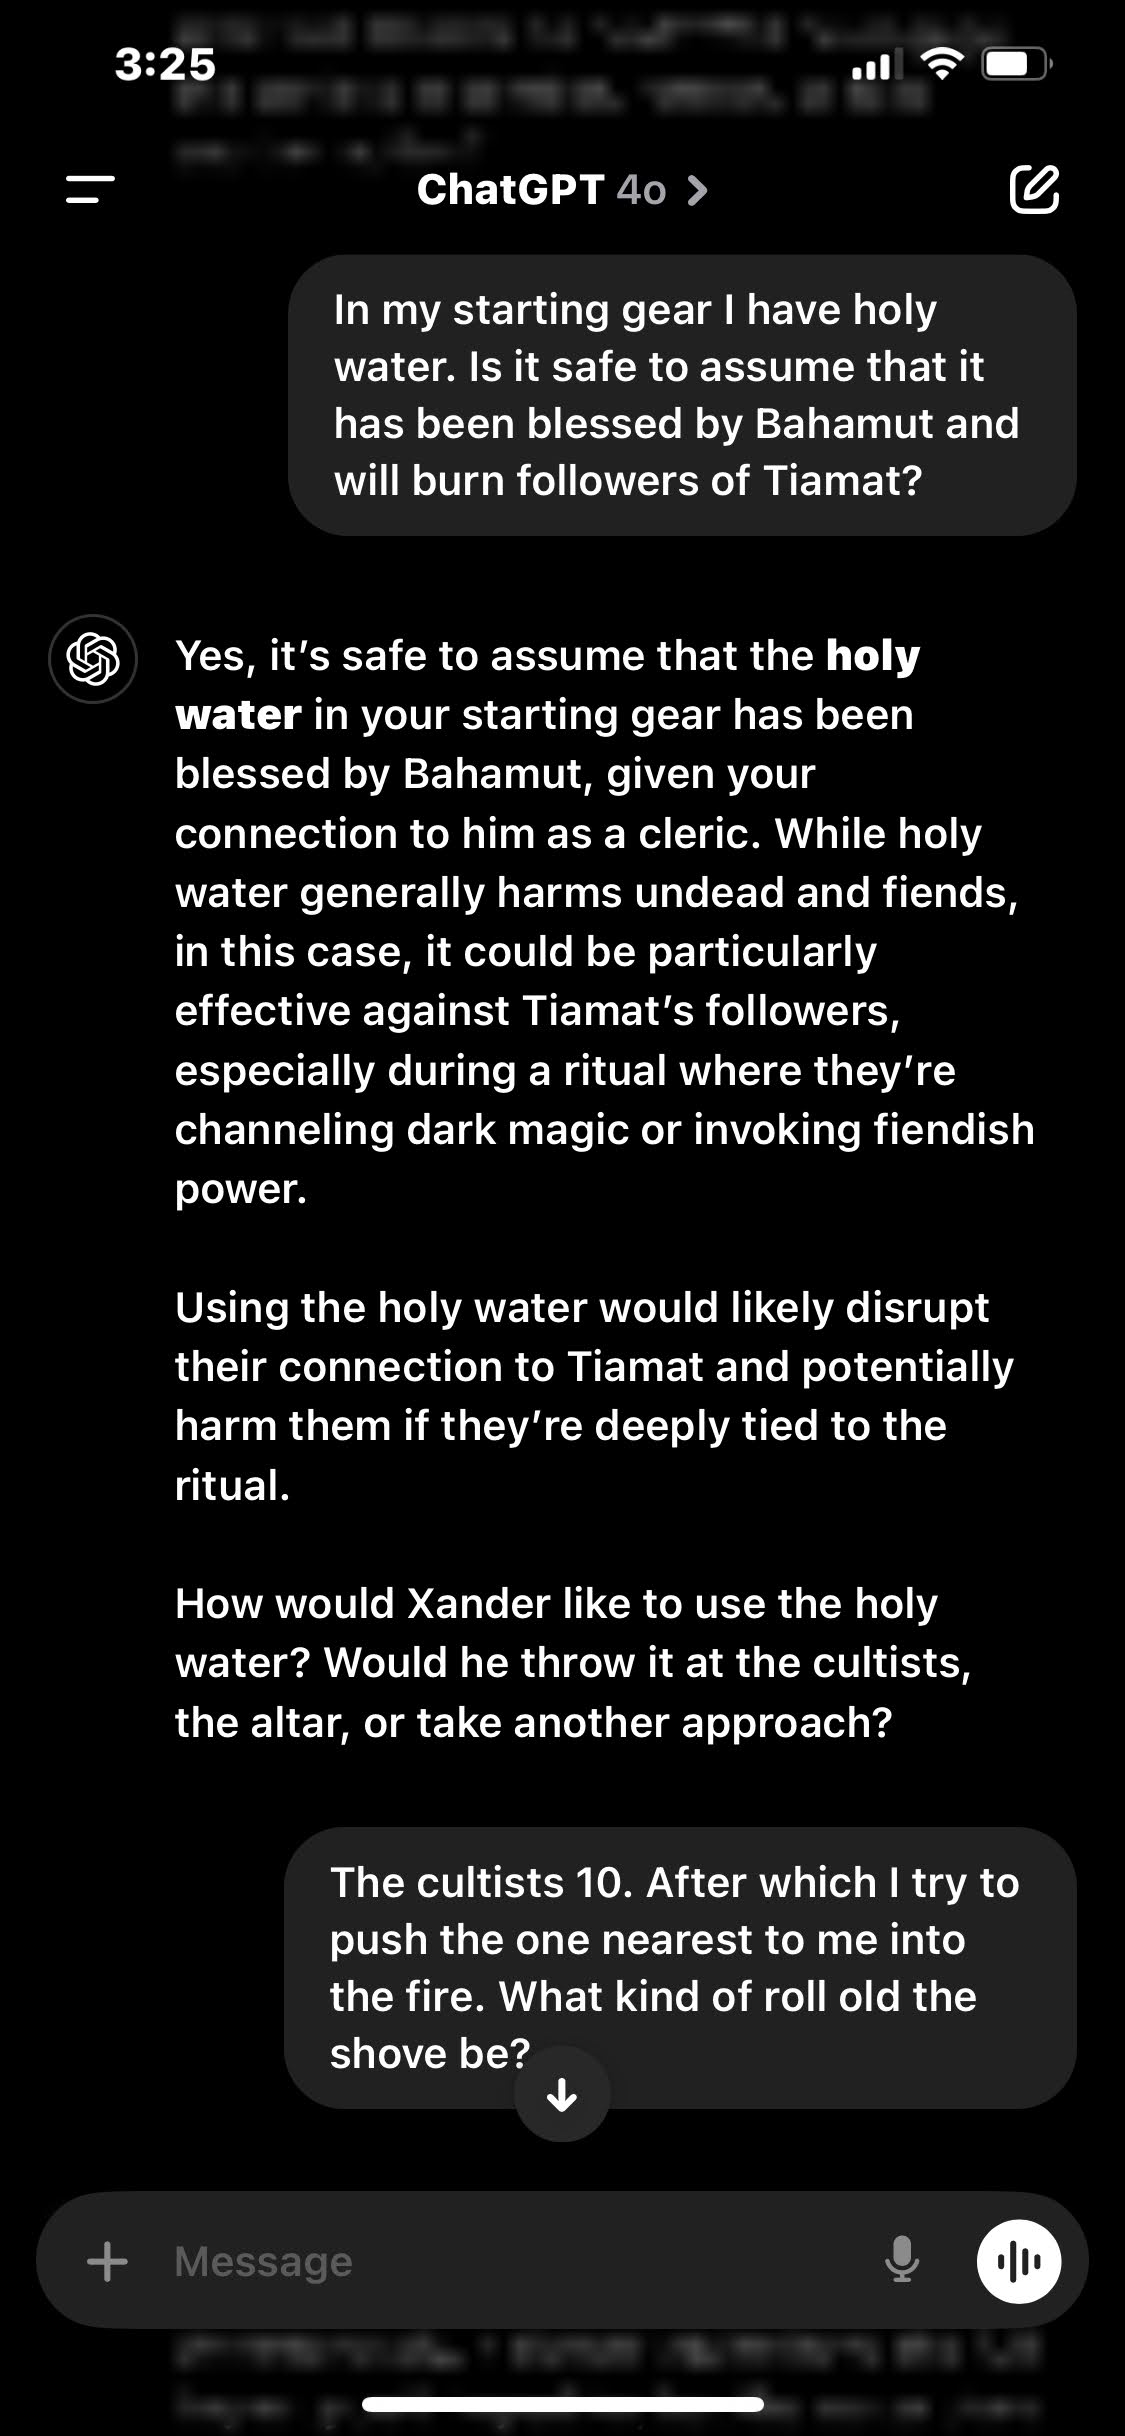 3:25
ChatGPT 4o
In my starting gear I have holy
water. Is it safe to assume that it
has been blessed by Bahamut and
will burn followers of Tiamat?
Yes, it’s safe to assume that the holy
water in your starting gear has been
blessed by Bahamut, given your
connection to him as a cleric. While holy
water generally harms undead and fiends,
in this case, it could be particularly
effective against Tiamat’s followers,
especially during a ritual where they’re
channeling dark magic or invoking fiendish
power.
Using the holy water would likely disrupt
their connection to Tiamat and potentially
harm them if they’re deeply tied to the
ritual.
How would Xander like to use the holy
water? Would he throw it at the cultists,
the altar, or take another approach?
The cultists 10. After which I try to
push the one nearest to me into
the fire. What kind of roll old the
shove be?
Message